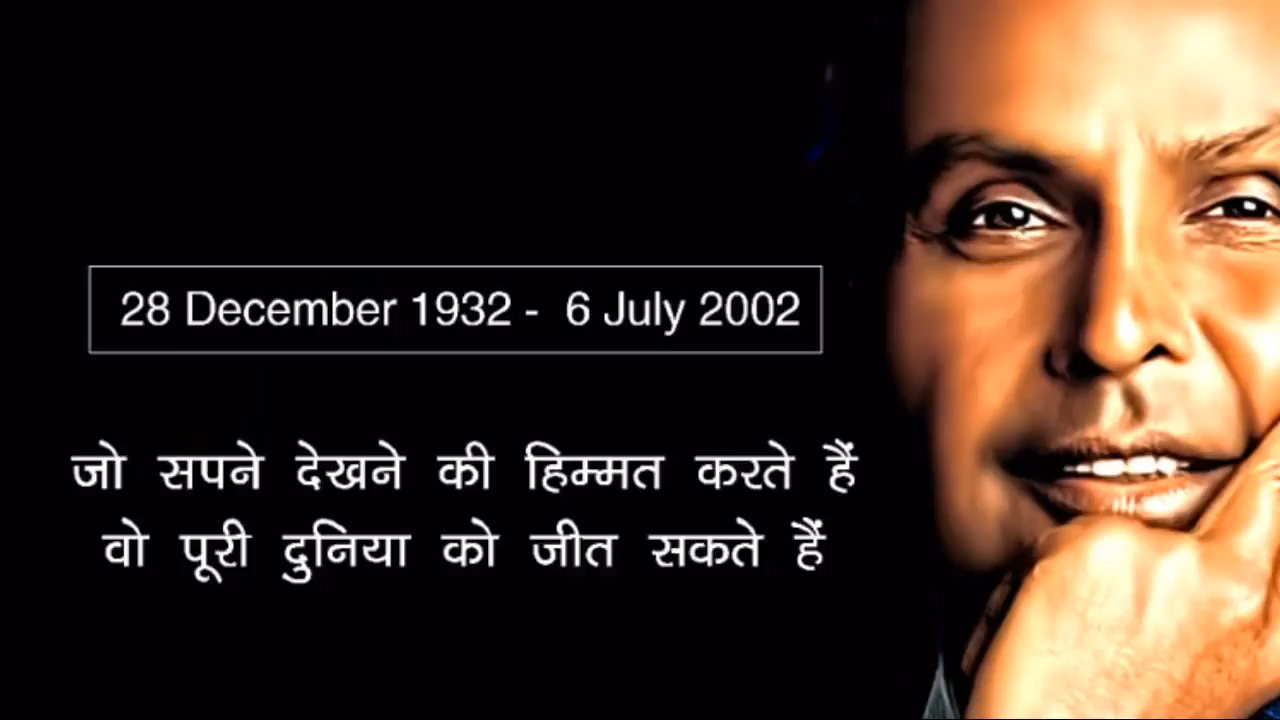 28 December 1932 - 6 July 2002
जो सपने देखने की हिम्मत करते हैं
वो पूरी दुनिया को जीत सकते हैं